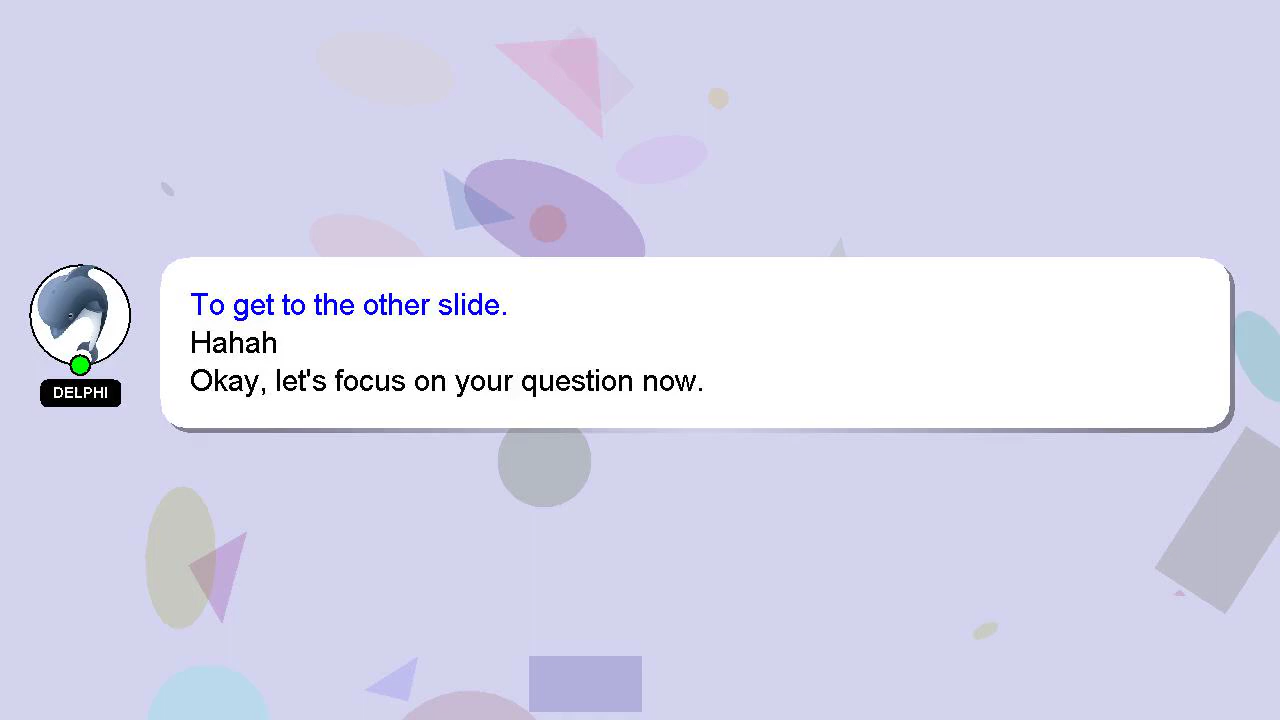 To get to the other slide.
Hahah
Okay, let's focus on your question now.
DELPHI